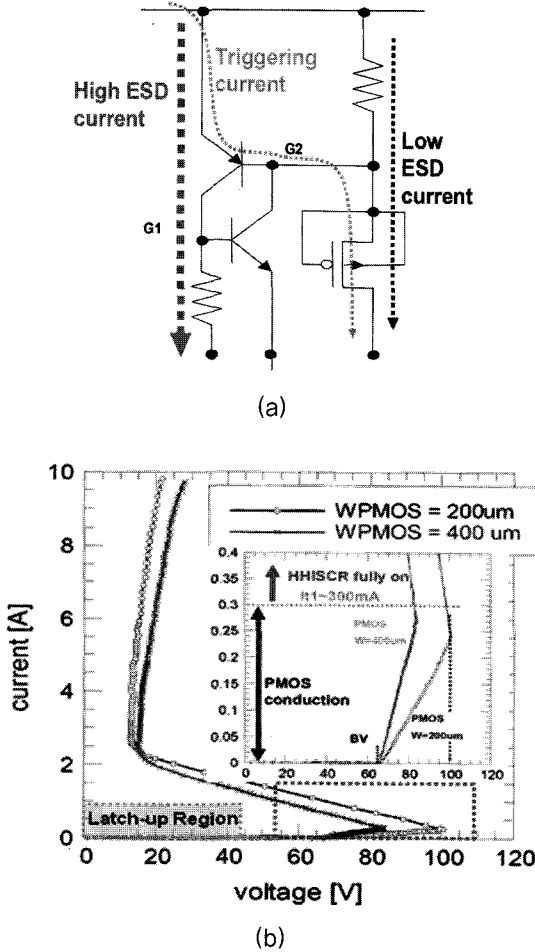 High ESD
current
Triggering
current
G2
Low
ESD
current
G1
(a)
current [A]
10
8
6
4
2
0
WPMOS = 200um
WPMOS = 400 um
0.4
0.35
0.3
0.25
0.2
0.15
0.1
0.05
0
HHISCR fully on
It1~300mA
PMOS
W=400um
PMOS
conduction
PMOS
W=200um
BV
0 20 40 60 80 100 120
Latch-up Region
0 20 40 60 80 100 120
voltage [V]
(b)